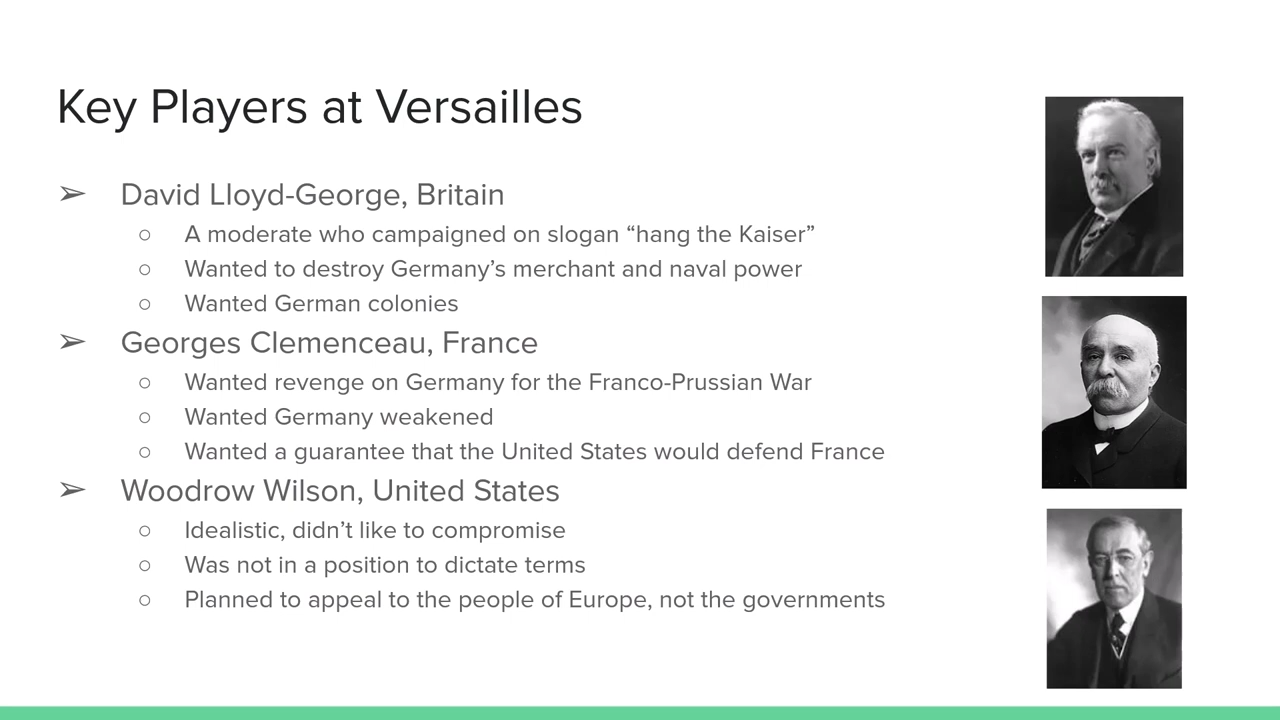 Key Players at Versailles
➢ David Lloyd-George, Britain
○ A moderate who campaigned on slogan “hang the Kaiser”
○ Wanted to destroy Germany’s merchant and naval power
○ Wanted German colonies
➢ Georges Clemenceau, France
○ Wanted revenge on Germany for the Franco-Prussian War
○ Wanted Germany weakened
○ Wanted a guarantee that the United States would defend France
➢ Woodrow Wilson, United States
○ Idealistic, didn’t like to compromise
○ Was not in a position to dictate terms
○ Planned to appeal to the people of Europe, not the governments